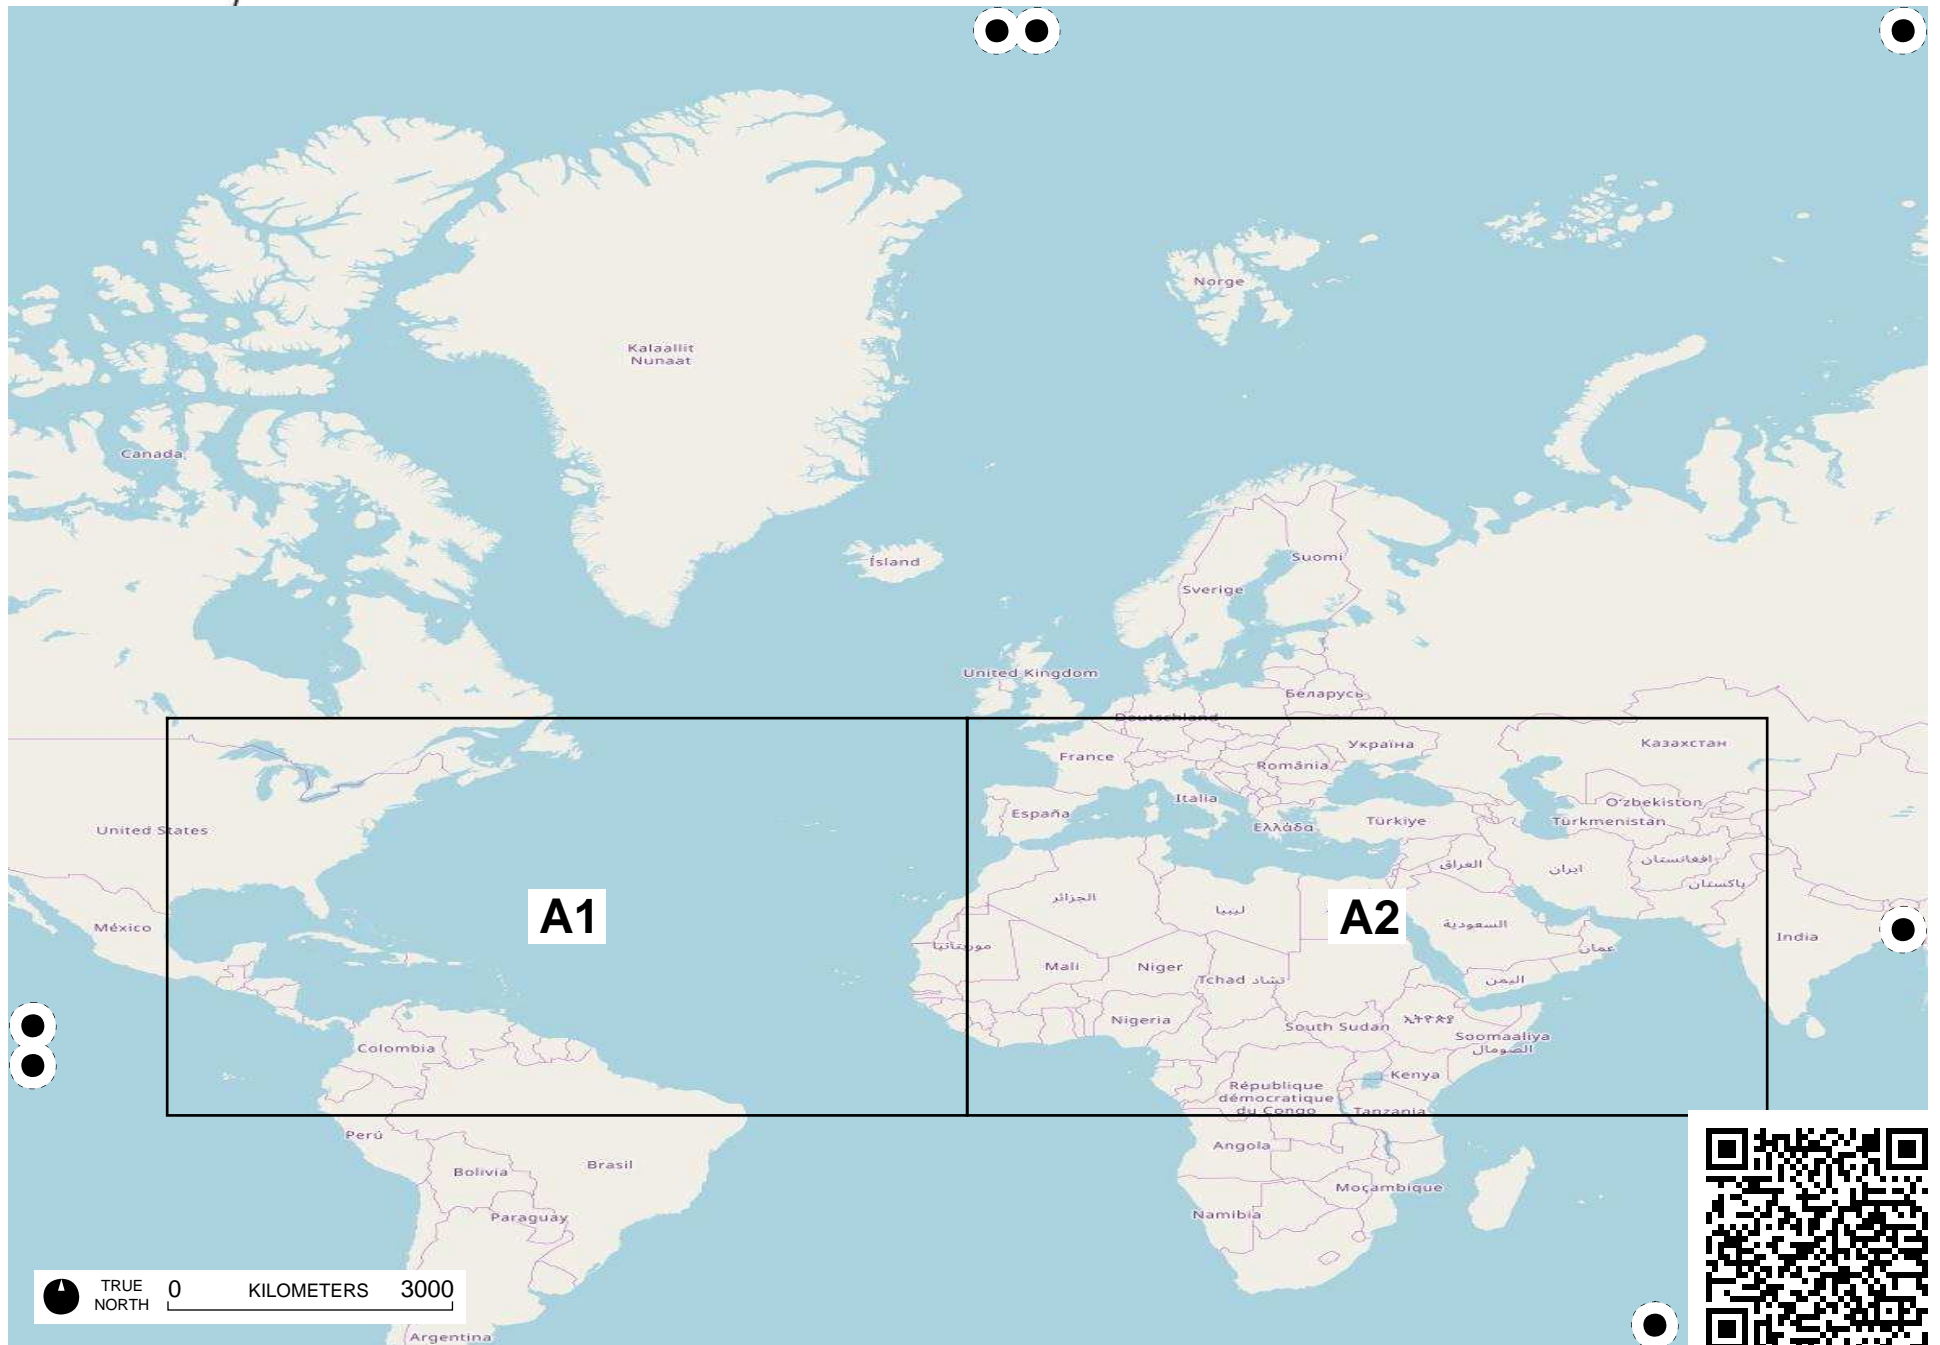 Norge
Kalaallit
Nunaat
Canada
Ísland
Suomi
Sverige
United Kingdom
Беларусь
Deutschland
Україна
Казахстан
France
România
Italia
O'zbekiston
España
Türkiye
Türkmenistan
Ελλάδα
United States
العراق
ايران
افغانستان
پاکستان
الجزائر
ليبيا
A1
A2
السعودية
México
India
موريتانيا
عمان
Mali
Niger
Tchad تشاد
اليمن
Nigeria
South Sudan
ኢትዮጵያ
Soomaaliya
الصومال
Colombia
Kenya
République
démocratique
du Congo
Tanzania
Perú
Angola
Bolivia
Brasil
Moçambique
Paraguay
Namibia
TRUE
NORTH
0 KILOMETERS 3000
Argentina